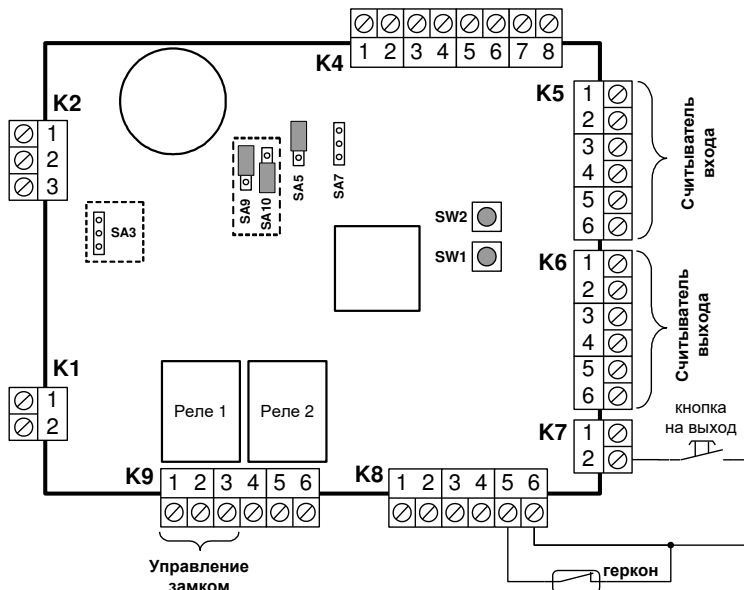 K4
1 2 3 4 5 6 7 8
K2
1
2
3
K5
1
2
3
4
5
6
Считыватель
входа
SA9
SA10
SA5
SA7
SA3
SW2
SW1
K6
1
2
3
4
5
6
Считыватель
выхода
K1
1
2
Реле 1
Реле 2
кнопка
на выход
K7
1
2
K9
1 2 3 4 5 6
K8
1 2 3 4 5 6
Управление
замком
геркон